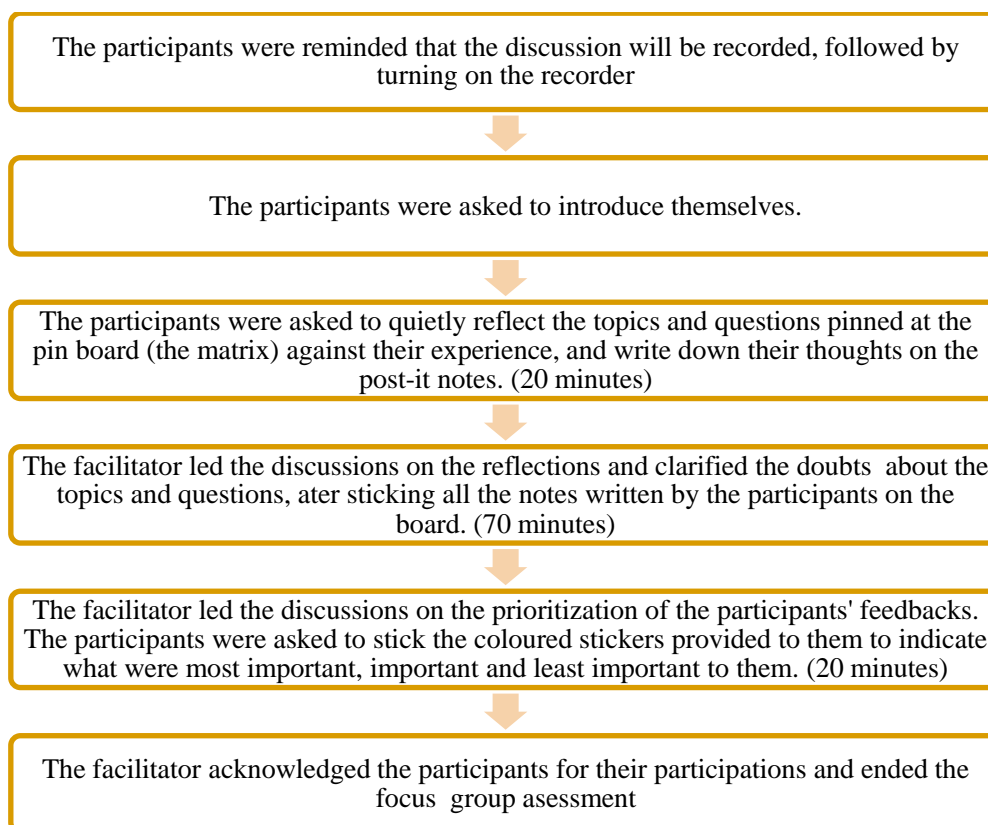 The participants were reminded that the discussion will be recorded, followed by
turning on the recorder
The participants were asked to introduce themselves.
The participants were asked to quietly reflect the topics and questions pinned at the
pin board (the matrix) against their experience, and write down their thoughts on the
post-it notes. (20 minutes)
The facilitator led the discussions on the reflections and clarified the doubts about the
topics and questions, ater sticking all the notes written by the participants on the
board. (70 minutes)
The facilitator led the discussions on the prioritization of the participants' feedbacks.
The participants were asked to stick the coloured stickers provided to them to indicate
what were most important, important and least important to them. (20 minutes)
The facilitator acknowledged the participants for their participations and ended the
focus group asessment